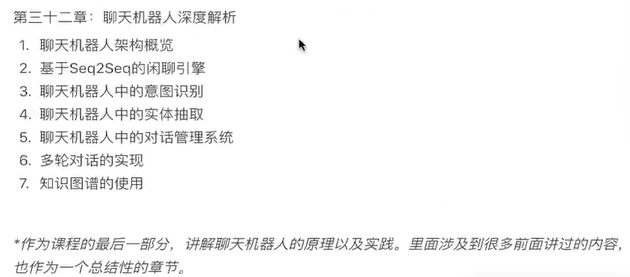 第三十二章：聊天机器人深度解析
1. 聊天机器人架构概览
2. 基于Seq2Seq的闲聊引擎
3. 聊天机器人中的意图识别
4. 聊天机器人中的实体抽取
5. 聊天机器人中的对话管理系统
6. 多轮对话的实现
7. 知识图谱的使用
*作为课程的最后一部分，讲解聊天机器人的原理以及实践。里面涉及到很多前面讲过的内容，
也作为一个总结性的章节。